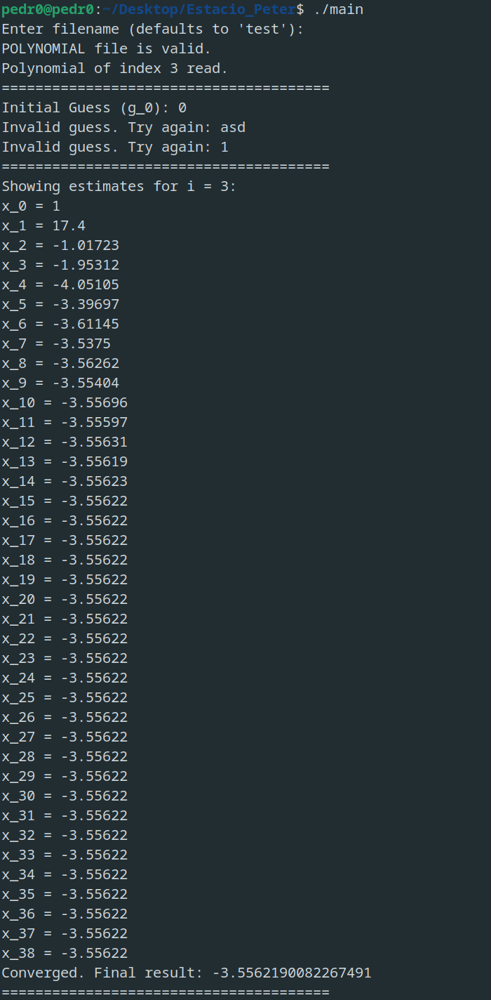 pedr0@pedr0:~/Desktop/Estacio_Peter$ ./main
Enter filename (defaults to 'test'):
POLYNOMIAL file is valid.
Polynomial of index 3 read.
=======================================
Initial Guess (g_0): 0
Invalid guess. Try again: asd
Invalid guess. Try again: 1
=======================================
Showing estimates for i = 3:
x_0 = 1
x_1 = 17.4
x_2 = -1.01723
x_3 = -1.95312
x_4 = -4.05105
x_5 = -3.39697
x_6 = -3.61145
x_7 = -3.5375
x_8 = -3.56262
x_9 = -3.55404
x_10 = -3.55696
x_11 = -3.55597
x_12 = -3.55631
x_13 = -3.55619
x_14 = -3.55623
x_15 = -3.55622
x_16 = -3.55622
x_17 = -3.55622
x_18 = -3.55622
x_19 = -3.55622
x_20 = -3.55622
x_21 = -3.55622
x_22 = -3.55622
x_23 = -3.55622
x_24 = -3.55622
x_25 = -3.55622
x_26 = -3.55622
x_27 = -3.55622
x_28 = -3.55622
x_29 = -3.55622
x_30 = -3.55622
x_31 = -3.55622
x_32 = -3.55622
x_33 = -3.55622
x_34 = -3.55622
x_35 = -3.55622
x_36 = -3.55622
x_37 = -3.55622
x_38 = -3.55622
Converged. Final result: -3.5562190082267491
=======================================